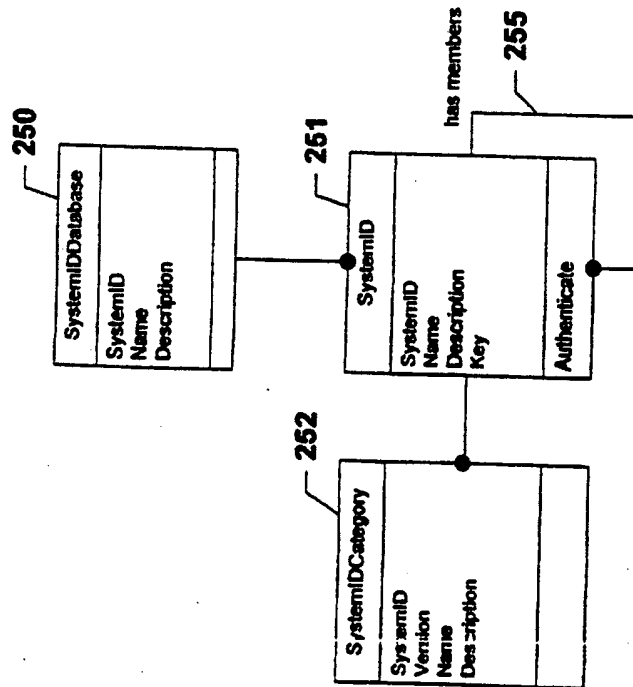 250
SystemIDDatabase
SystemID
Name
Description
251
has members
255
SystemID
SystemID
Name
Description
Key
Authenticate
252
SystemIDCategory
SystemID
Version
Name
Description